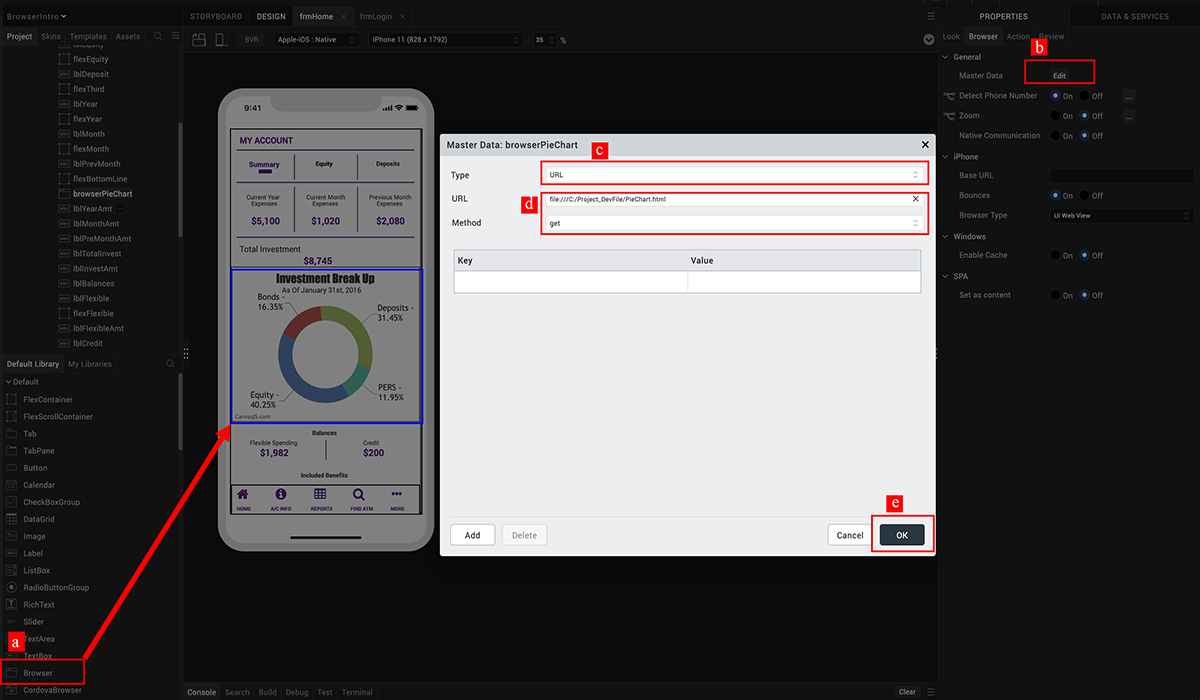 BrowserIntro
STORYBOARD
DESIGN
frmHome
frmLogin
PROPERTIES
DATA & SERVICES
Project
Skins
Templates
Assets
BVR
Apple-iOS : Native
iPhone 11 (828 x 1792)
35
%
Look
Browser
Action
Review
lblEquity
flexEquity
lblDeposit
flexThird
lblYear
flexYear
lblMonth
flexMonth
lblPrevMonth
flexBottomLine
browserPieChart
lblYearAmt
lblMonthAmt
lblPreMonthAmt
lblTotalInvest
lblInvestAmt
lblBalances
lblFlexible
flexFlexible
lblFlexibleAmt
lblCredit
Default Library
My Libraries
Default
FlexContainer
FlexScrollContainer
Tab
TabPane
Button
Calendar
CheckBoxGroup
DataGrid
Image
Label
ListBox
RadioButtonGroup
RichText
Slider
a
TextArea
TextBox
Browser
CordovaBrowser
9:41
MY ACCOUNT
Summary
Equity
Deposits
Current Year
Expenses
Current Month
Expenses
Previous Month
Expenses
$5,100
$1,020
$2,080
Total Investment
$8,745
Investment Break Up
As Of January 31st, 2016
Bonds -
16.35%
Deposits -
31.45%
PERS -
11.95%
Equity -
40.25%
CanvasJS.com
Balances
Flexible Spending
Credit
$1,982
$200
Included Benefits
HOME
A/C INFO
REPORTS
FIND ATM
MORE
Master Data: browserPieChart
c
Type
URL
URL
file:///C:/Project_DevFile/PieChart.html
d
Method
get
Key
Value
Add
Delete
Cancel
e
OK
b
General
Master Data
Edit
Detect Phone Number
On
Off
...
Zoom
On
Off
...
Native Communication
On
Off
iPhone
Base URL
Bounces
On
Off
Browser Type
UI Web View
Windows
Enable Cache
On
Off
SPA
Set as content
On
Off
Console
Search
Build
Debug
Test
Terminal
Clear